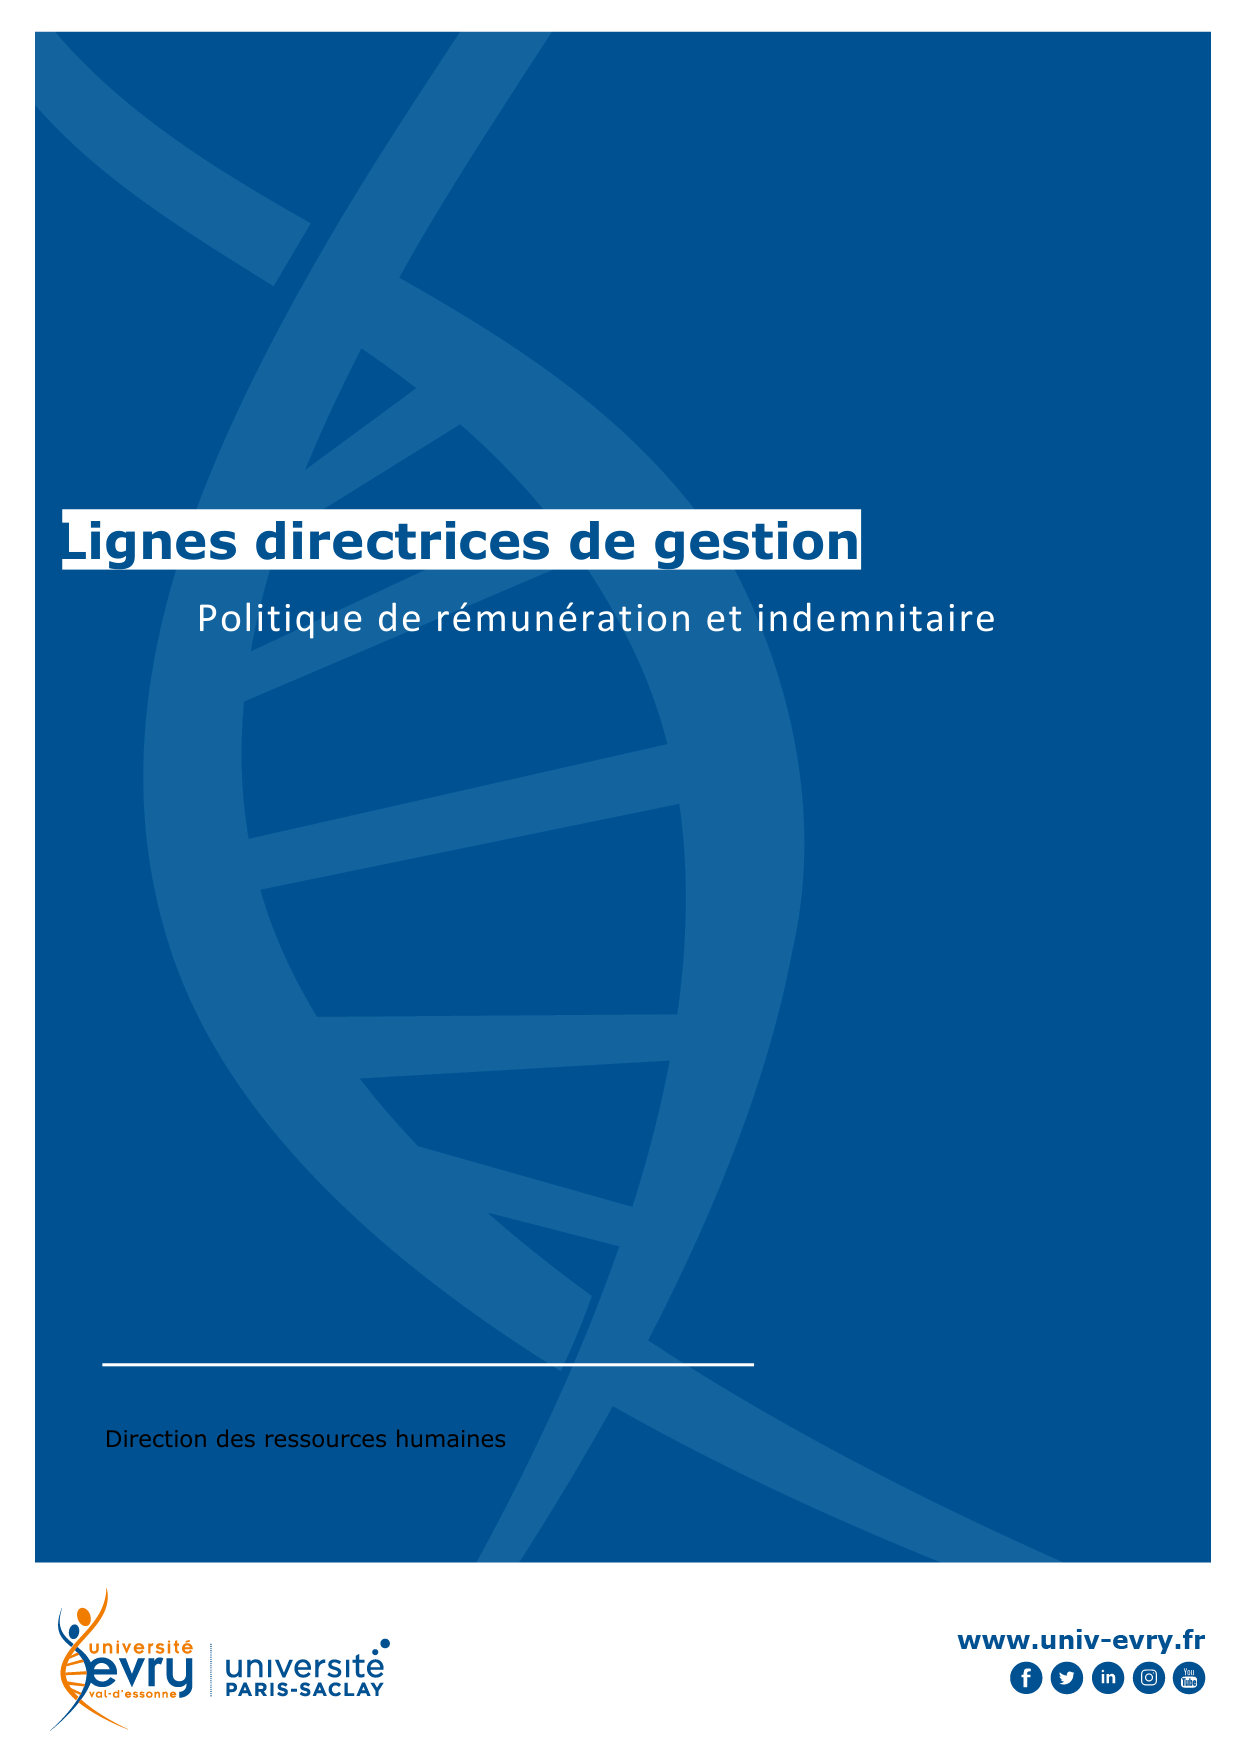 Lignes directrices de gestion
Politique de rémunération et indemnitaire
Direction des ressources humaines
université
evry
val-d'essonne
université
PARIS-SACLAY
www.univ-evry.fr
f
in
You
Tube